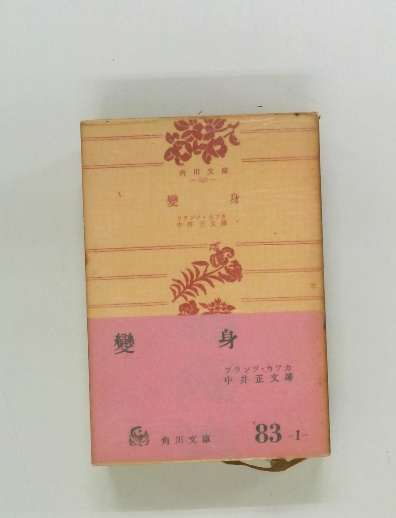 角川文庫
變身
フランツ・カフカ
中井正文譯
變身
フランツ・カフカ
中井正文譯
角川文庫
83 -1-